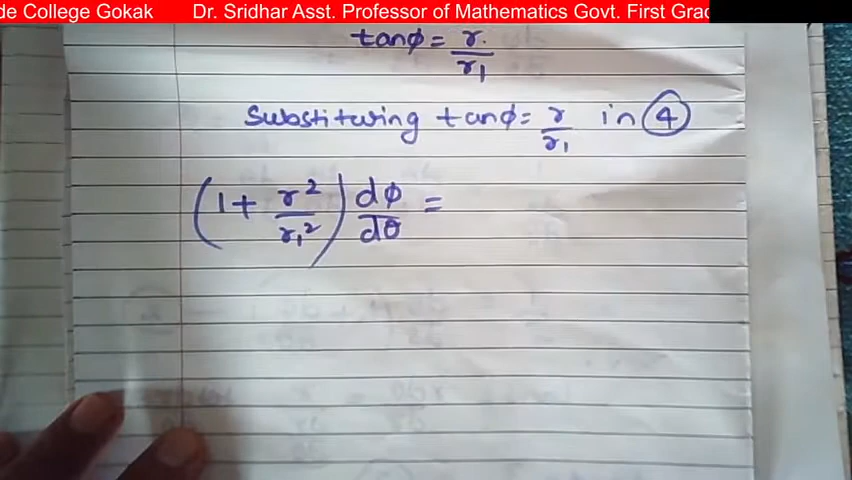 de College Gokak Dr. Sridhar Asst. Professor of Mathematics Govt. First Grad
tanϕ = r/r₁
Substituring tanϕ = r/r₁ in ④
(1 + r²/r₁²) dϕ/dθ =